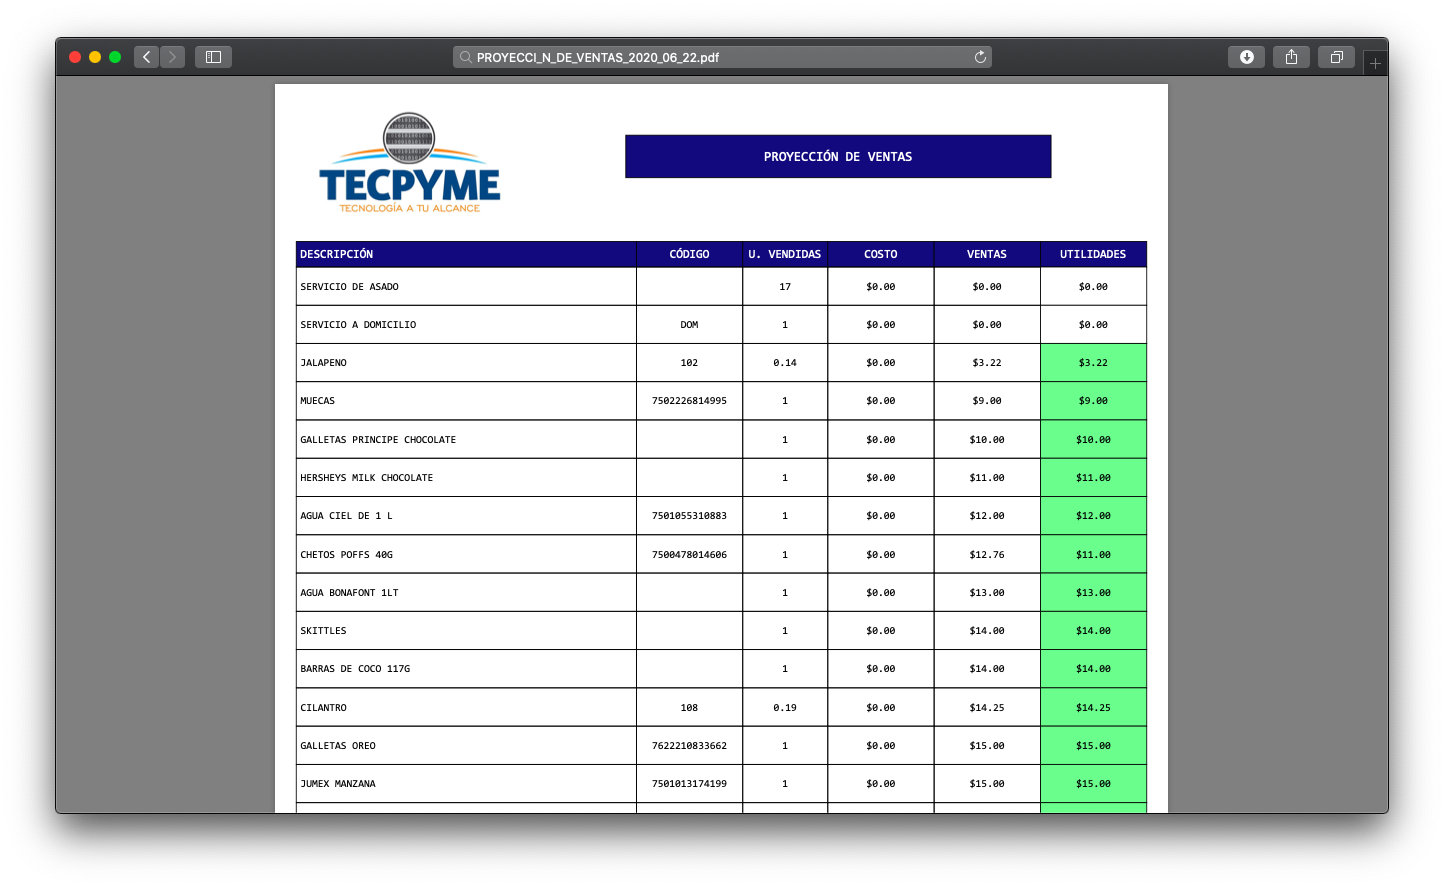 PROYECCI_N_DE_VENTAS_2020_06_22.pdf
TECPYME
TECNOLOGÍA A TU ALCANCE
PROYECCIÓN DE VENTAS
DESCRIPCIÓN CÓDIGO U. VENDIDAS COSTO VENTAS UTILIDADES
SERVICIO DE ASADO 17 $0.00 $0.00 $0.00
SERVICIO A DOMICILIO DOM 1 $0.00 $0.00 $0.00
JALAPENO 102 0.14 $0.00 $3.22 $3.22
MUECAS 7502226814995 1 $0.00 $9.00 $9.00
GALLETAS PRINCIPE CHOCOLATE 1 $0.00 $10.00 $10.00
HERSHEYS MILK CHOCOLATE 1 $0.00 $11.00 $11.00
AGUA CIEL DE 1 L 7501055310883 1 $0.00 $12.00 $12.00
CHETOS POFFS 40G 7500478014606 1 $0.00 $12.76 $11.00
AGUA BONAFONT 1LT 1 $0.00 $13.00 $13.00
SKITTLES 1 $0.00 $14.00 $14.00
BARRAS DE COCO 117G 1 $0.00 $14.00 $14.00
CILANTRO 108 0.19 $0.00 $14.25 $14.25
GALLETAS OREO 7622210833662 1 $0.00 $15.00 $15.00
JUMEX MANZANA 7501013174199 1 $0.00 $15.00 $15.00